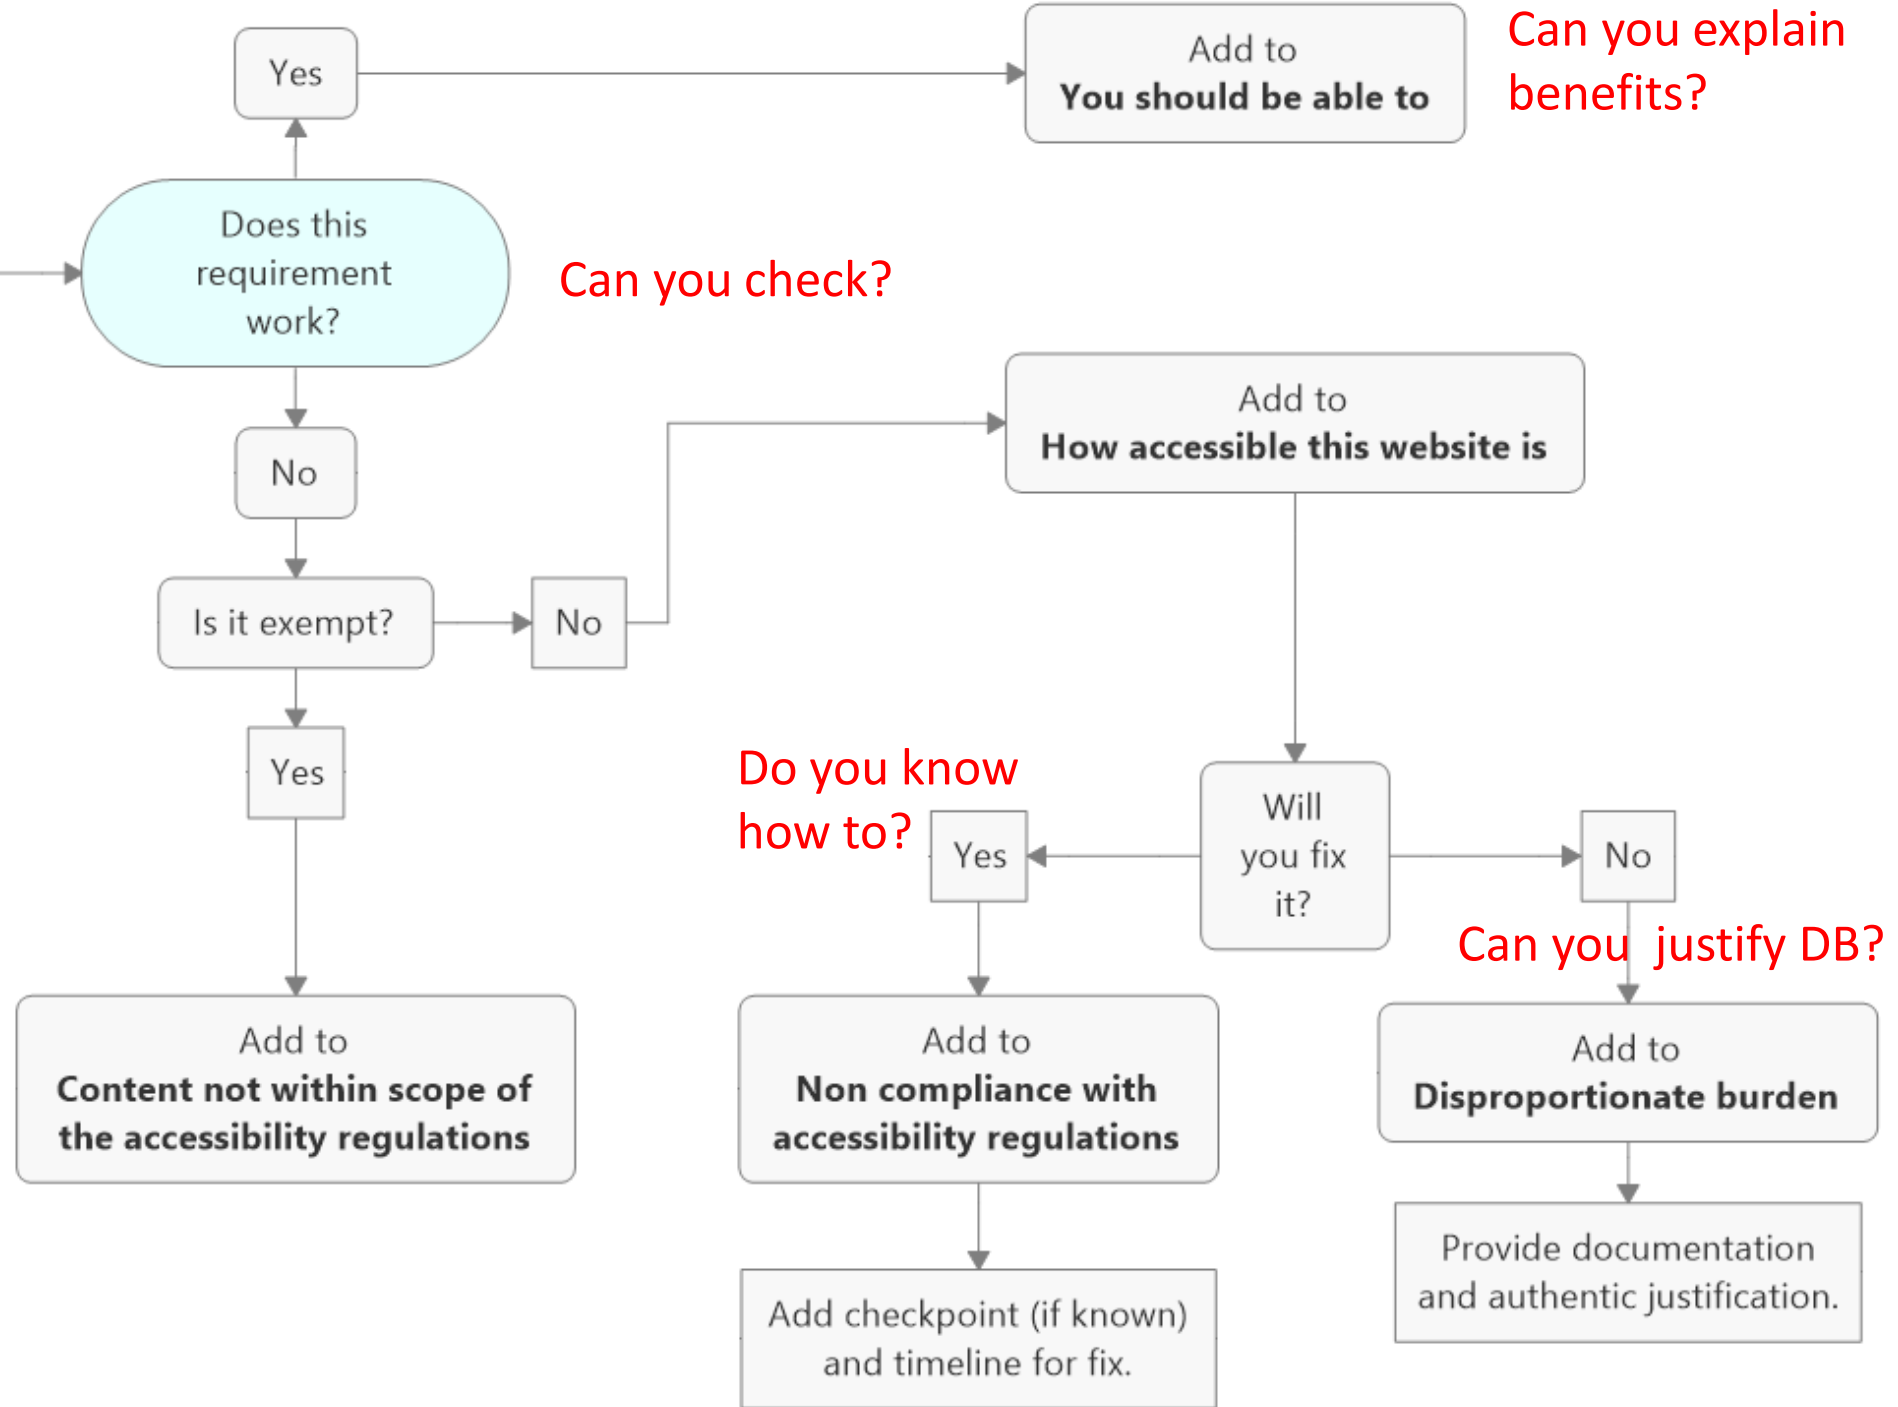 Yes
Add to
You should be able to
Can you explain
benefits?
Does this
requirement
work?
Can you check?
No
Add to
How accessible this website is
Is it exempt?
No
Yes
Do you know
how to?
Yes
Will
you fix
it?
No
Can you  justify DB?
Add to
Content not within scope of
the accessibility regulations
Add to
Non compliance with
accessibility regulations
Add to
Disproportionate burden
Add checkpoint (if known)
and timeline for fix.
Provide documentation
and authentic justification.